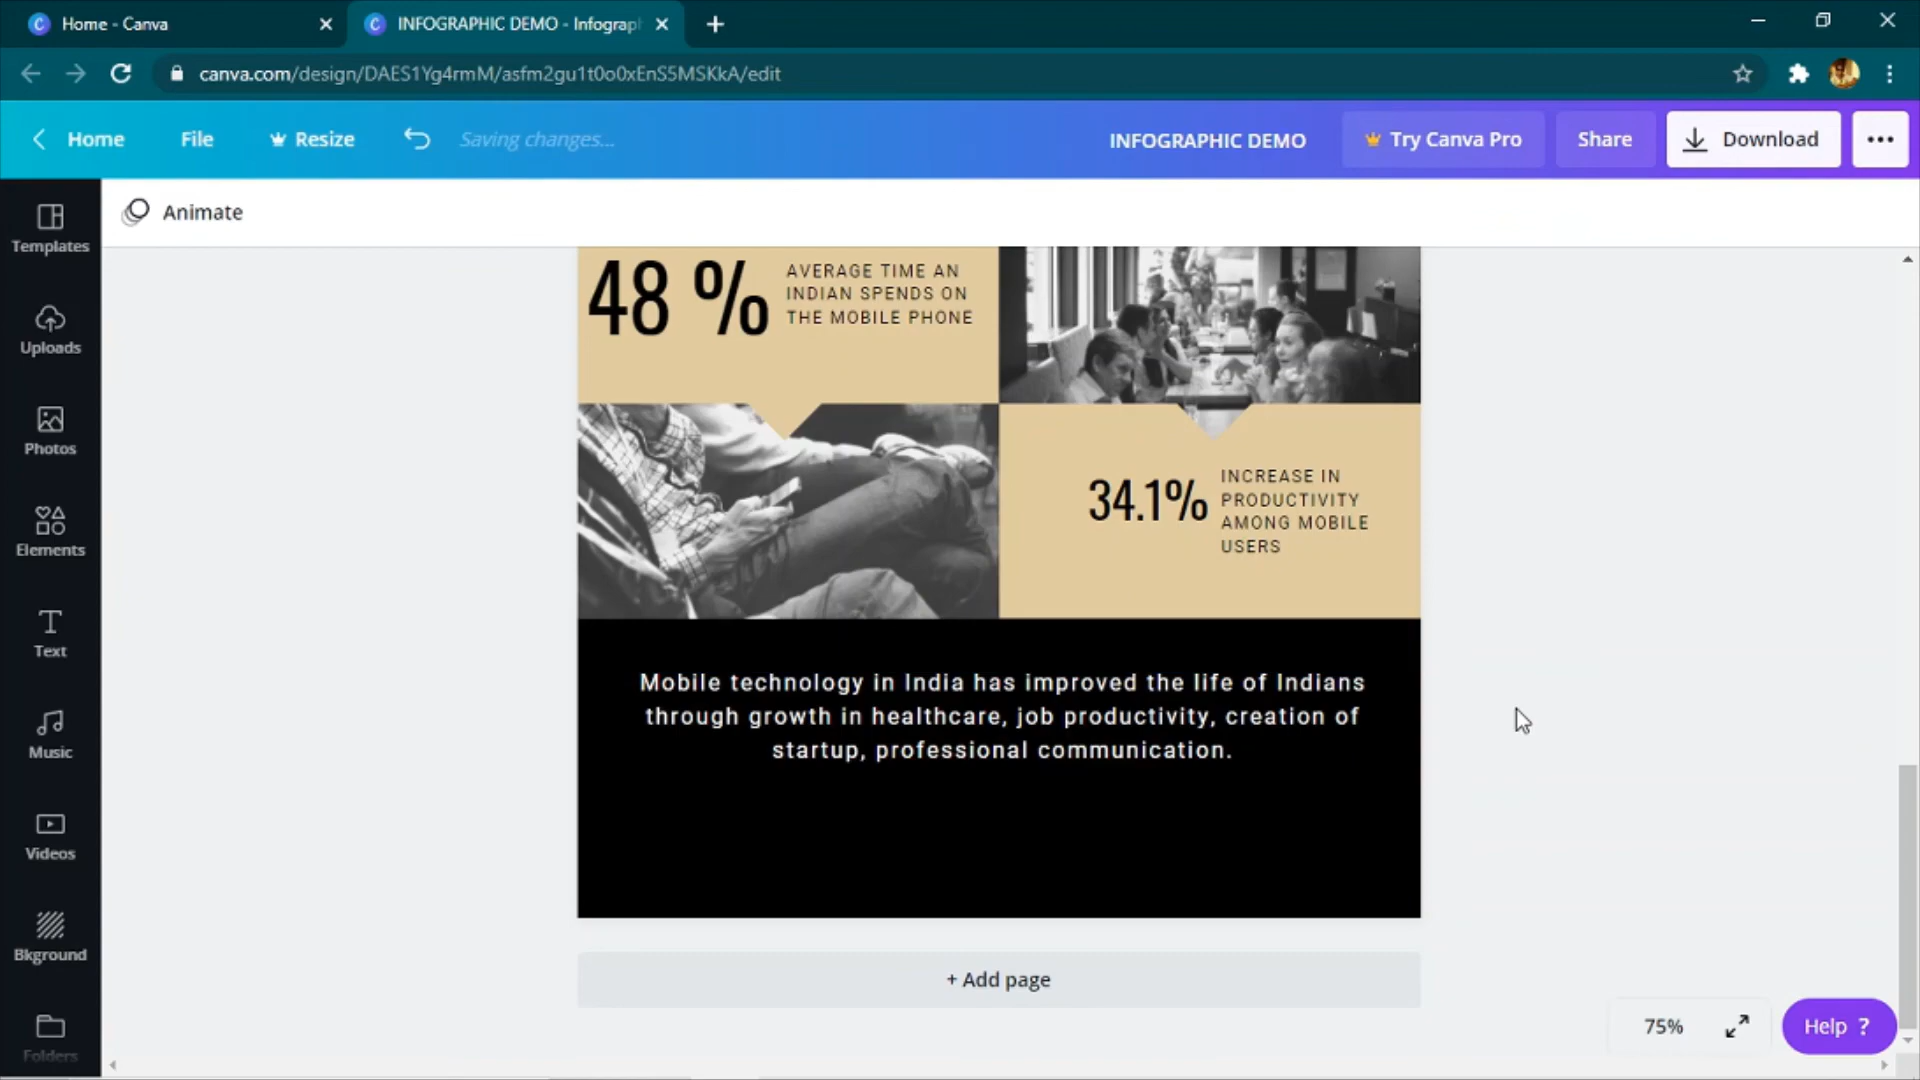 Home - Canva
INFOGRAPHIC DEMO - Infograp
canva.com/design/DAES1Yg4rmM/asfm2gu1t0o0xEnS5MSKkA/edit
Home
File
Resize
Saving changes...
INFOGRAPHIC DEMO
Try Canva Pro
Share
Download
Animate
Templates
Uploads
Photos
Elements
Text
Music
Videos
Bkground
Folders
48 %
AVERAGE TIME AN
INDIAN SPENDS ON
THE MOBILE PHONE
34.1%
INCREASE IN
PRODUCTIVITY
AMONG MOBILE
USERS
Mobile technology in India has improved the life of Indians
through growth in healthcare, job productivity, creation of
startup, professional communication.
+ Add page
75%
Help ?